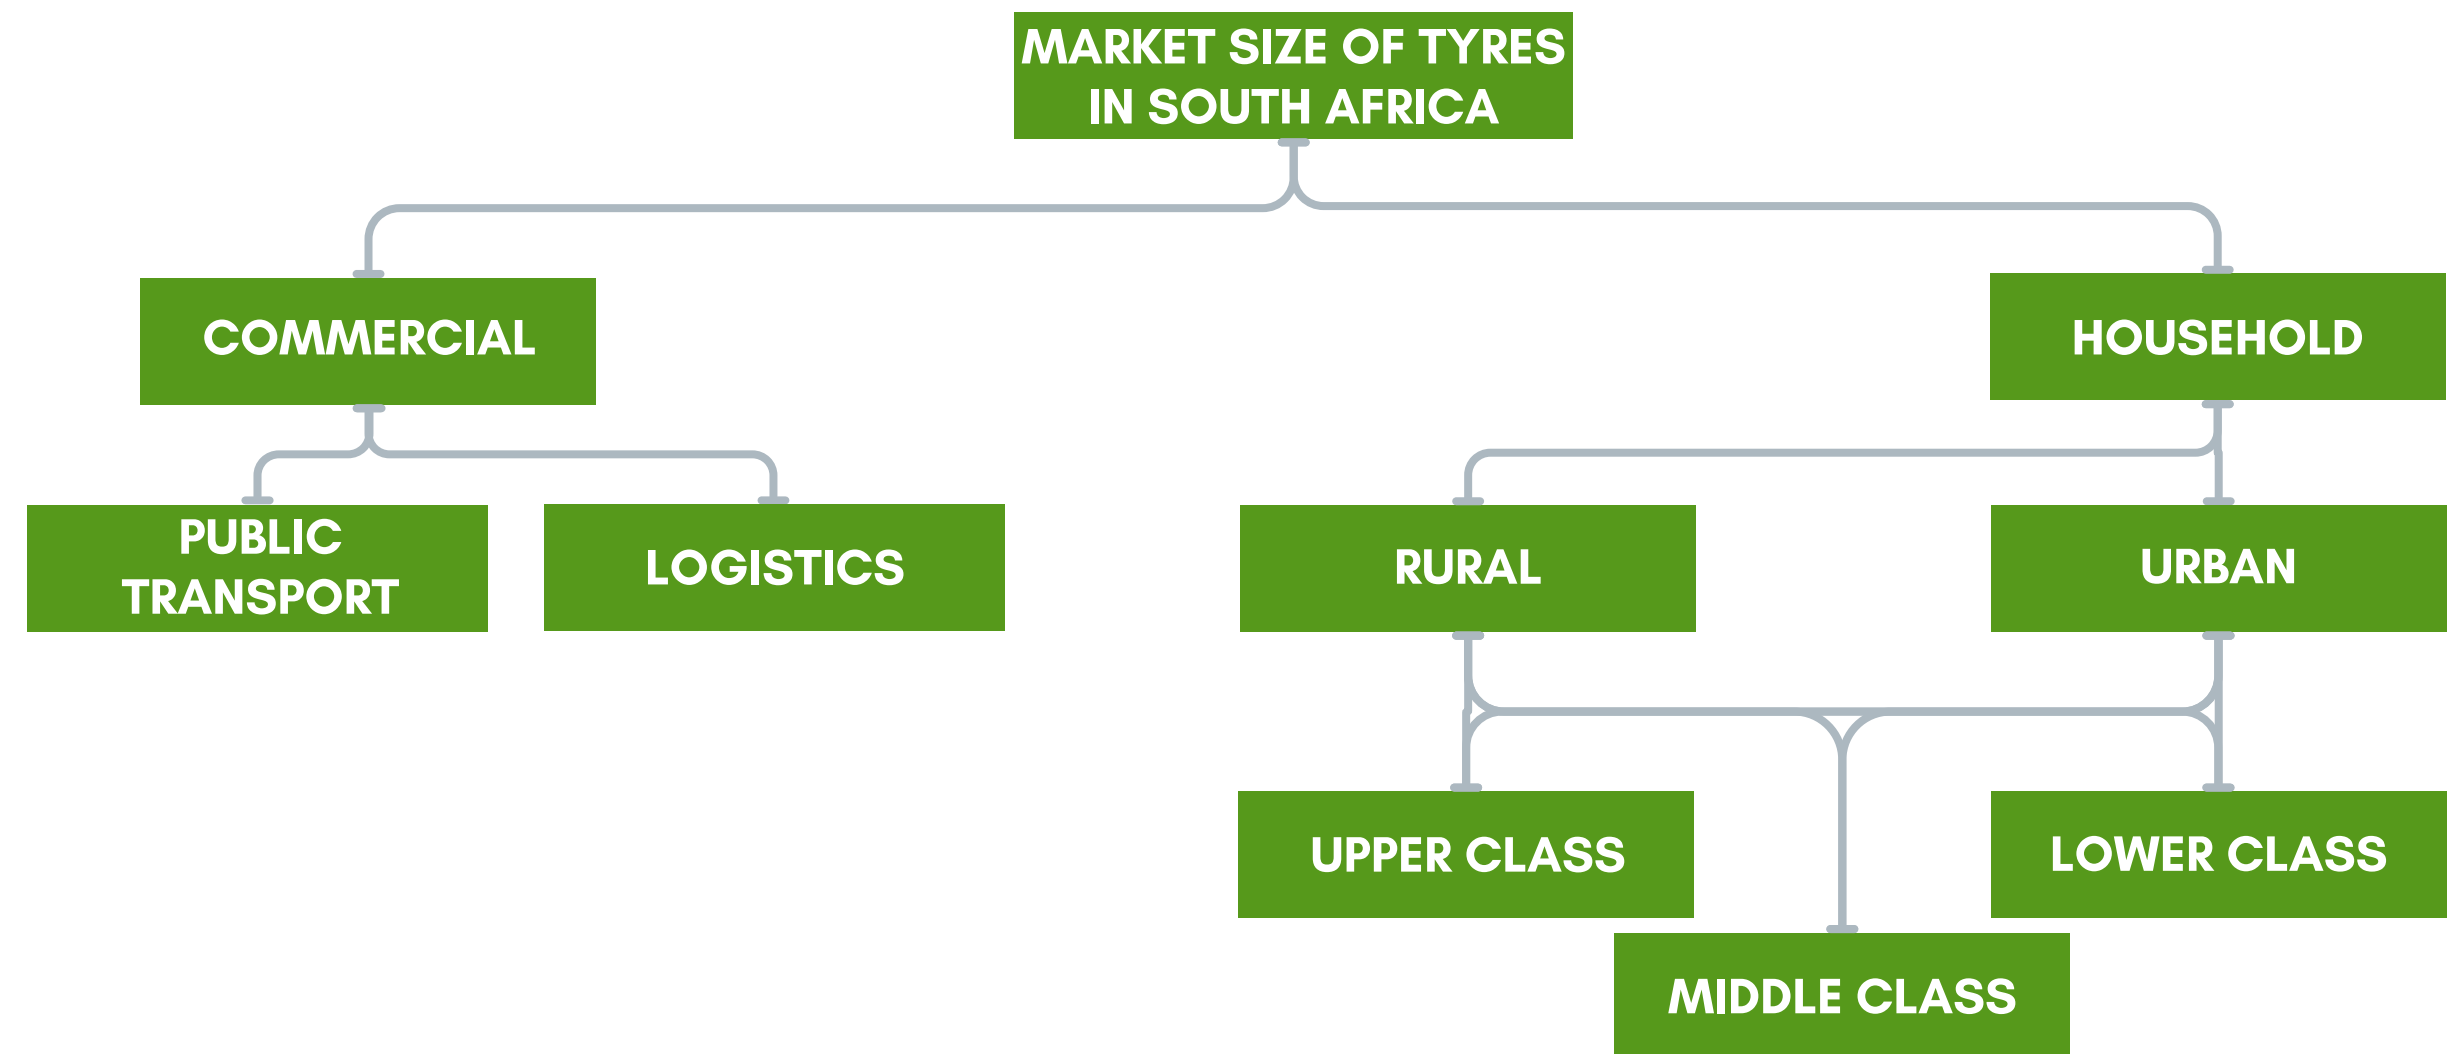 MARKET SIZE OF TYRES
IN SOUTH AFRICA
COMMERCIAL
HOUSEHOLD
PUBLIC
TRANSPORT
LOGISTICS
RURAL
URBAN
UPPER CLASS
LOWER CLASS
MIDDLE CLASS